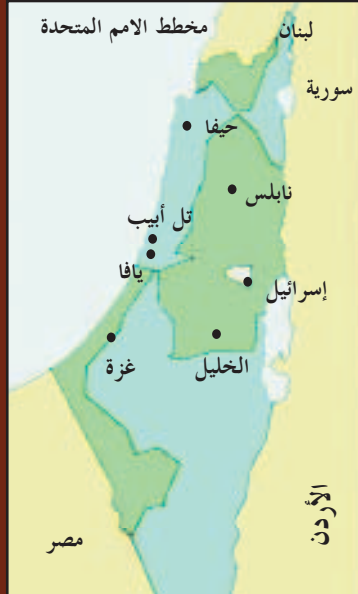 مخطط الامم المتحدة
لبنان
سورية
حيفا
نابلس
تل أبيب
يافا
إسرائيل
غزة
الخليل
الأردن
مصر